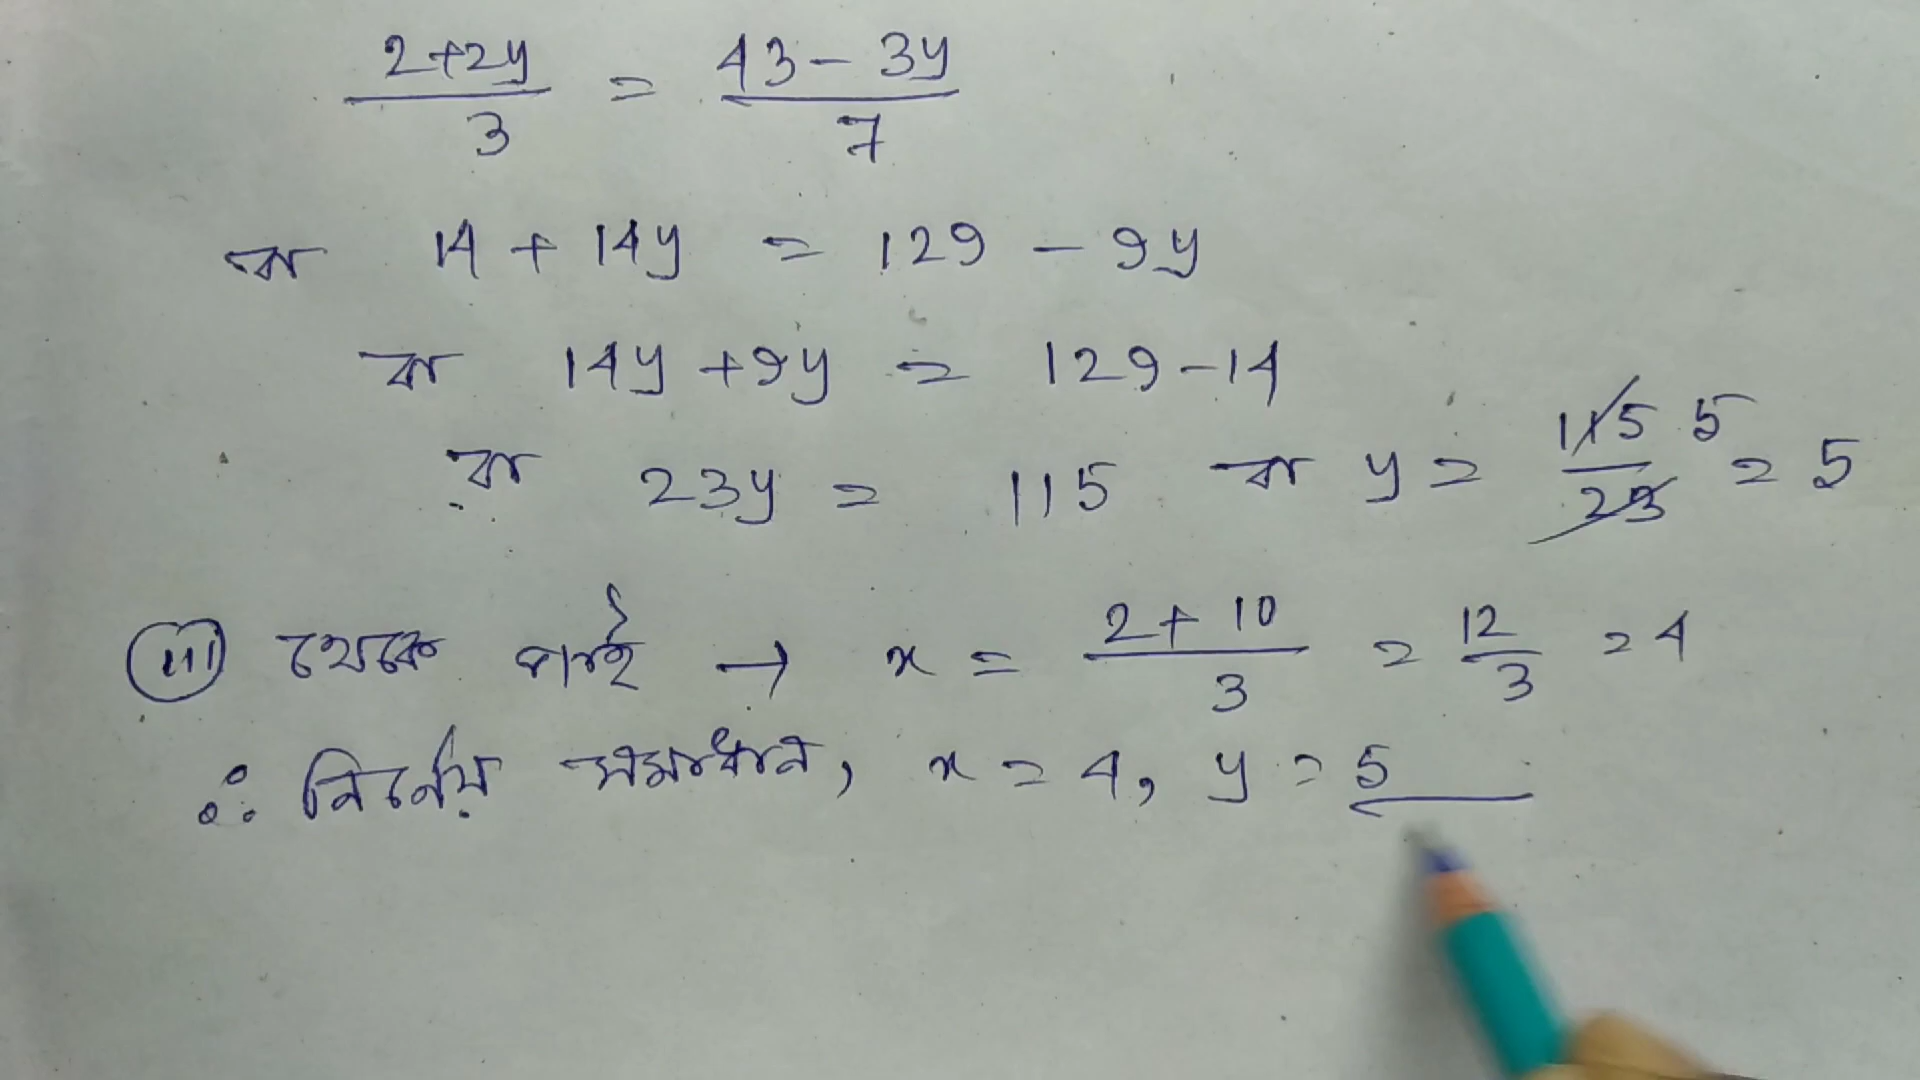 2+2y/3 = 43-3y/7
বা 14 + 14y = 129 - 9y
বা 14y +9y = 129-14
বা 23y = 115 বা y = 115/23 5 = 5
(iii) থেকে পাই → x = 2+10/3 = 12/3 = 4
∴ নির্নেয় সমাধান, x = 4, y = 5